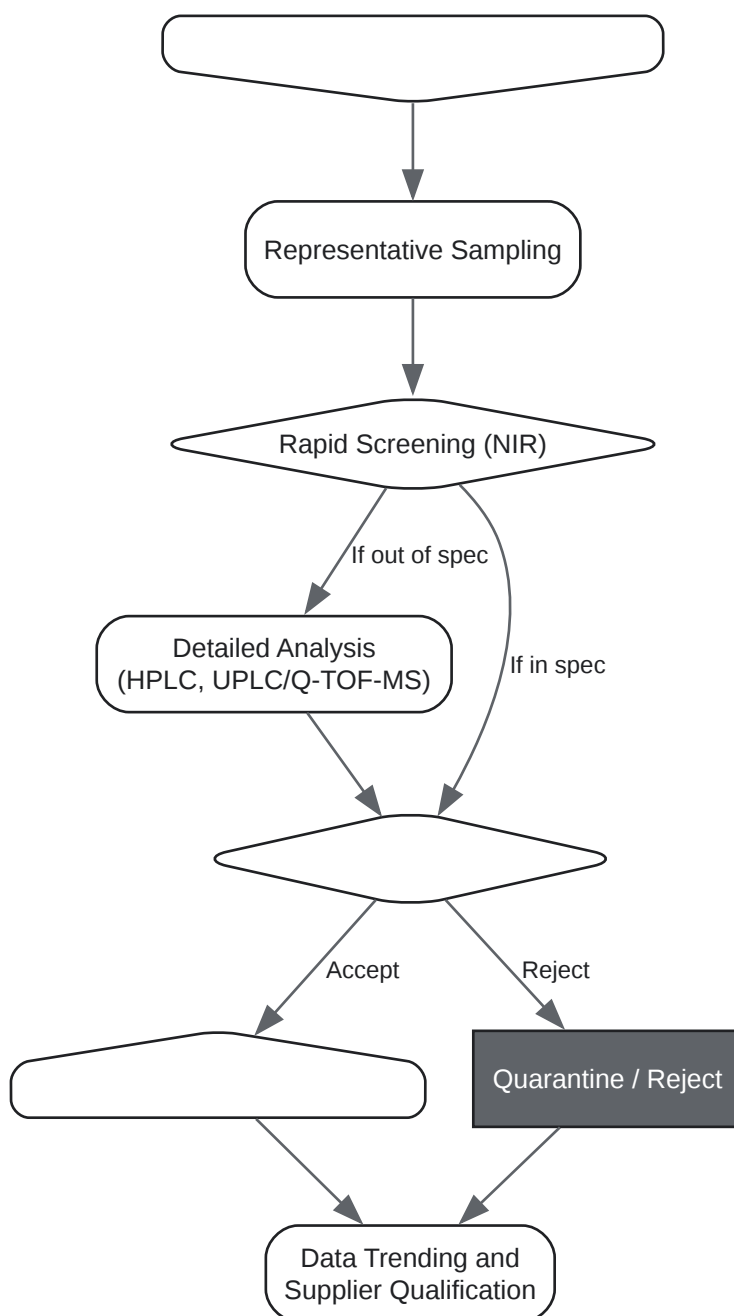 Representative Sampling
Rapid Screening (NIR)
If out of spec
Detailed Analysis
(HPLC, UPLC/Q-TOF-MS)
If in spec
Accept
Reject
Quarantine / Reject
Data Trending and
Supplier Qualification